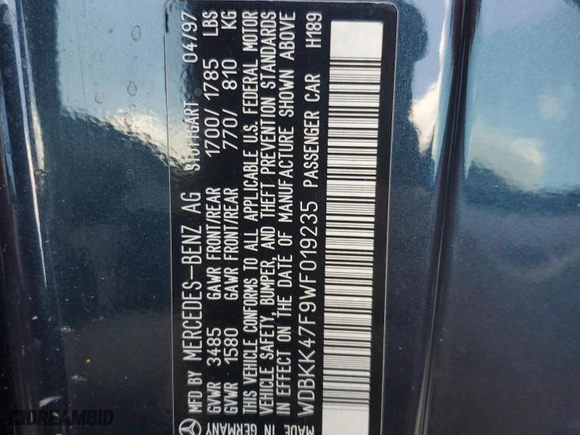 MFD BY MERCEDES-BENZ AG STUTTGART 04/97
GVWR 3485 GAWR FRONT/REAR 1700/1785 LBS
GVWR 1580 GAWR FRONT/REAR 770/ 810 KG
THIS VEHICLE CONFORMS TO ALL APPLICABLE U.S. FEDERAL MOTOR
VEHICLE SAFETY, BUMPER, AND THEFT PREVENTION STANDARDS
IN EFFECT ON THE DATE OF MANUFACTURE SHOWN ABOVE
WDBKK47F9WF019235 PASSENGER CAR H189
IN GERMANY
DREAMBID